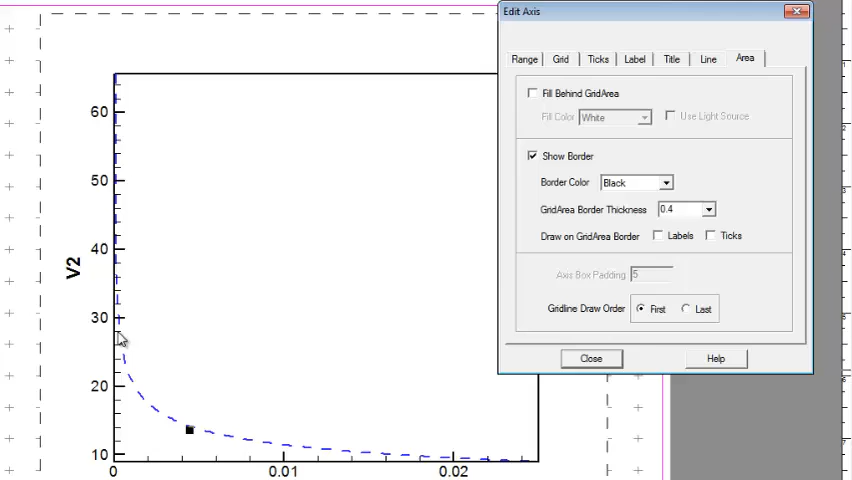 Edit Axis
Range Grid Ticks Label Title Line Area
Fill Behind GridArea
Fill Color White Use Light Source
Show Border
Border Color Black
GridArea Border Thickness 0.4
Draw on GridArea Border Labels Ticks
Axis Box Padding 5
Gridline Draw Order First Last
Close Help
60
50
40
V2
30
20
10
0 0.01 0.02